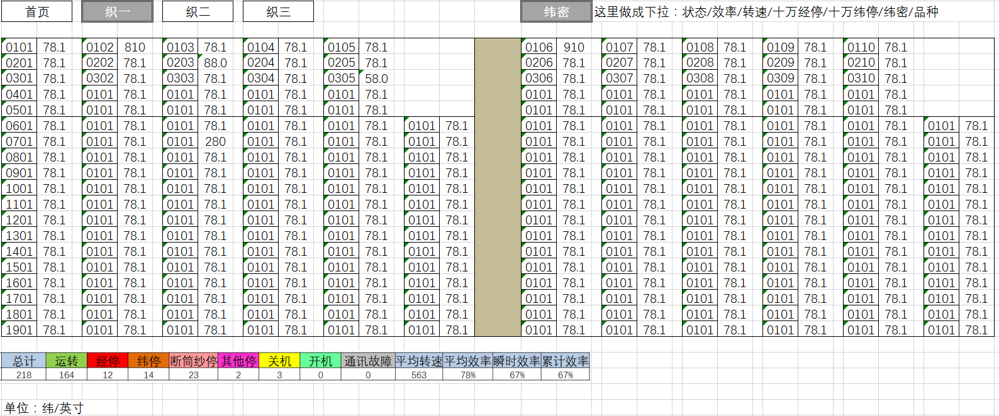 首页 织一 织二 织三 纬密 这里做成下拉：状态/效率/转速/十万经停/十万纬停/纬密/品种
0101 78.1 0102 810 0103 78.1 0104 78.1 0105 78.1 0106 910 0107 78.1 0108 78.1 0109 78.1 0110 78.1
0201 78.1 0202 78.1 0203 88.0 0204 78.1 0205 78.1 0206 78.1 0207 78.1 0208 78.1 0209 78.1 0210 78.1
0301 78.1 0302 78.1 0303 78.1 0304 78.1 0305 58.0 0306 78.1 0307 78.1 0308 78.1 0309 78.1 0310 78.1
0401 78.1 0101 78.1 0101 78.1 0101 78.1 0101 78.1 0101 78.1 0101 78.1 0101 78.1 0101 78.1 0101 78.1
0501 78.1 0101 78.1 0101 78.1 0101 78.1 0101 78.1 0101 78.1 0101 78.1 0101 78.1 0101 78.1 0101 78.1
0601 78.1 0101 78.1 0101 78.1 0101 78.1 0101 78.1 0101 78.1 0101 78.1 0101 78.1 0101 78.1 0101 78.1 0101 78.1 0101 78.1
0701 78.1 0101 78.1 0101 280 0101 78.1 0101 78.1 0101 78.1 0101 78.1 0101 78.1 0101 78.1 0101 78.1 0101 78.1 0101 78.1
0801 78.1 0101 78.1 0101 78.1 0101 78.1 0101 78.1 0101 78.1 0101 78.1 0101 78.1 0101 78.1 0101 78.1 0101 78.1 0101 78.1
0901 78.1 0101 78.1 0101 78.1 0101 78.1 0101 78.1 0101 78.1 0101 78.1 0101 78.1 0101 78.1 0101 78.1 0101 78.1 0101 78.1
1001 78.1 0101 78.1 0101 78.1 0101 78.1 0101 78.1 0101 78.1 0101 78.1 0101 78.1 0101 78.1 0101 78.1 0101 78.1 0101 78.1
1101 78.1 0101 78.1 0101 78.1 0101 78.1 0101 78.1 0101 78.1 0101 78.1 0101 78.1 0101 78.1 0101 78.1 0101 78.1 0101 78.1
1201 78.1 0101 78.1 0101 78.1 0101 78.1 0101 78.1 0101 78.1 0101 78.1 0101 78.1 0101 78.1 0101 78.1 0101 78.1 0101 78.1
1301 78.1 0101 78.1 0101 78.1 0101 78.1 0101 78.1 0101 78.1 0101 78.1 0101 78.1 0101 78.1 0101 78.1 0101 78.1 0101 78.1
1401 78.1 0101 78.1 0101 78.1 0101 78.1 0101 78.1 0101 78.1 0101 78.1 0101 78.1 0101 78.1 0101 78.1 0101 78.1 0101 78.1
1501 78.1 0101 78.1 0101 78.1 0101 78.1 0101 78.1 0101 78.1 0101 78.1 0101 78.1 0101 78.1 0101 78.1 0101 78.1 0101 78.1
1601 78.1 0101 78.1 0101 78.1 0101 78.1 0101 78.1 0101 78.1 0101 78.1 0101 78.1 0101 78.1 0101 78.1 0101 78.1 0101 78.1
1701 78.1 0101 78.1 0101 78.1 0101 78.1 0101 78.1 0101 78.1 0101 78.1 0101 78.1 0101 78.1 0101 78.1 0101 78.1 0101 78.1
1801 78.1 0101 78.1 0101 78.1 0101 78.1 0101 78.1 0101 78.1 0101 78.1 0101 78.1 0101 78.1 0101 78.1 0101 78.1 0101 78.1
1901 78.1 0101 78.1 0101 78.1 0101 78.1 0101 78.1 0101 78.1 0101 78.1 0101 78.1 0101 78.1 0101 78.1 0101 78.1 0101 78.1
总计 运转 经停 纬停 断筒纱停 其他停 关机 开机 通讯故障 平均转速 平均效率 瞬时效率 累计效率
218 164 12 14 23 2 3 0 0 563 78% 67% 67%
单位：纬/英寸